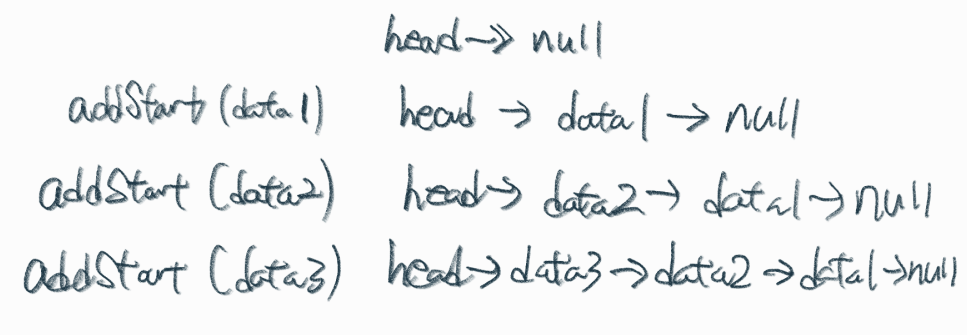 head → null
addStart (data1) head → data1 → null
addStart (data2) head → data2 → data1 → null
addStart (data3) head → data3 → data2 → data1 → null